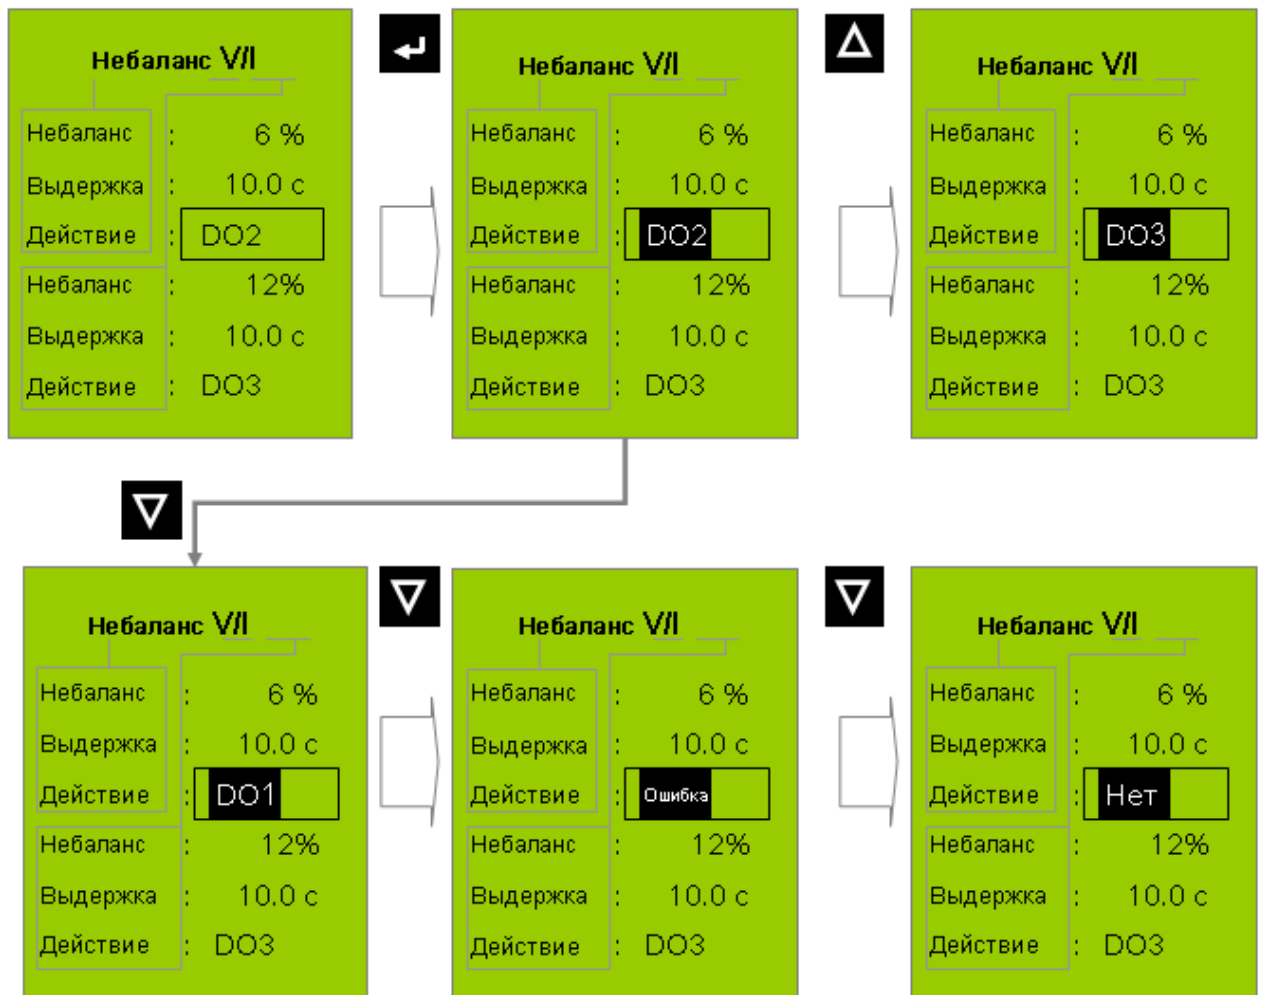 Небаланс V/I
Небаланс : 6 %
Выдержка : 10.0 с
Действие : DO2
Небаланс : 12%
Выдержка : 10.0 с
Действие : DO3
Небаланс V/I
Небаланс : 6 %
Выдержка : 10.0 с
Действие : DO2
Небаланс : 12%
Выдержка : 10.0 с
Действие : DO3
Небаланс V/I
Небаланс : 6 %
Выдержка : 10.0 с
Действие : DO3
Небаланс : 12%
Выдержка : 10.0 с
Действие : DO3
Небаланс V/I
Небаланс : 6 %
Выдержка : 10.0 с
Действие : DO1
Небаланс : 12%
Выдержка : 10.0 с
Действие : DO3
Небаланс V/I
Небаланс : 6 %
Выдержка : 10.0 с
Действие : Ошибка
Небаланс : 12%
Выдержка : 10.0 с
Действие : DO3
Небаланс V/I
Небаланс : 6 %
Выдержка : 10.0 с
Действие : Нет
Небаланс : 12%
Выдержка : 10.0 с
Действие : DO3